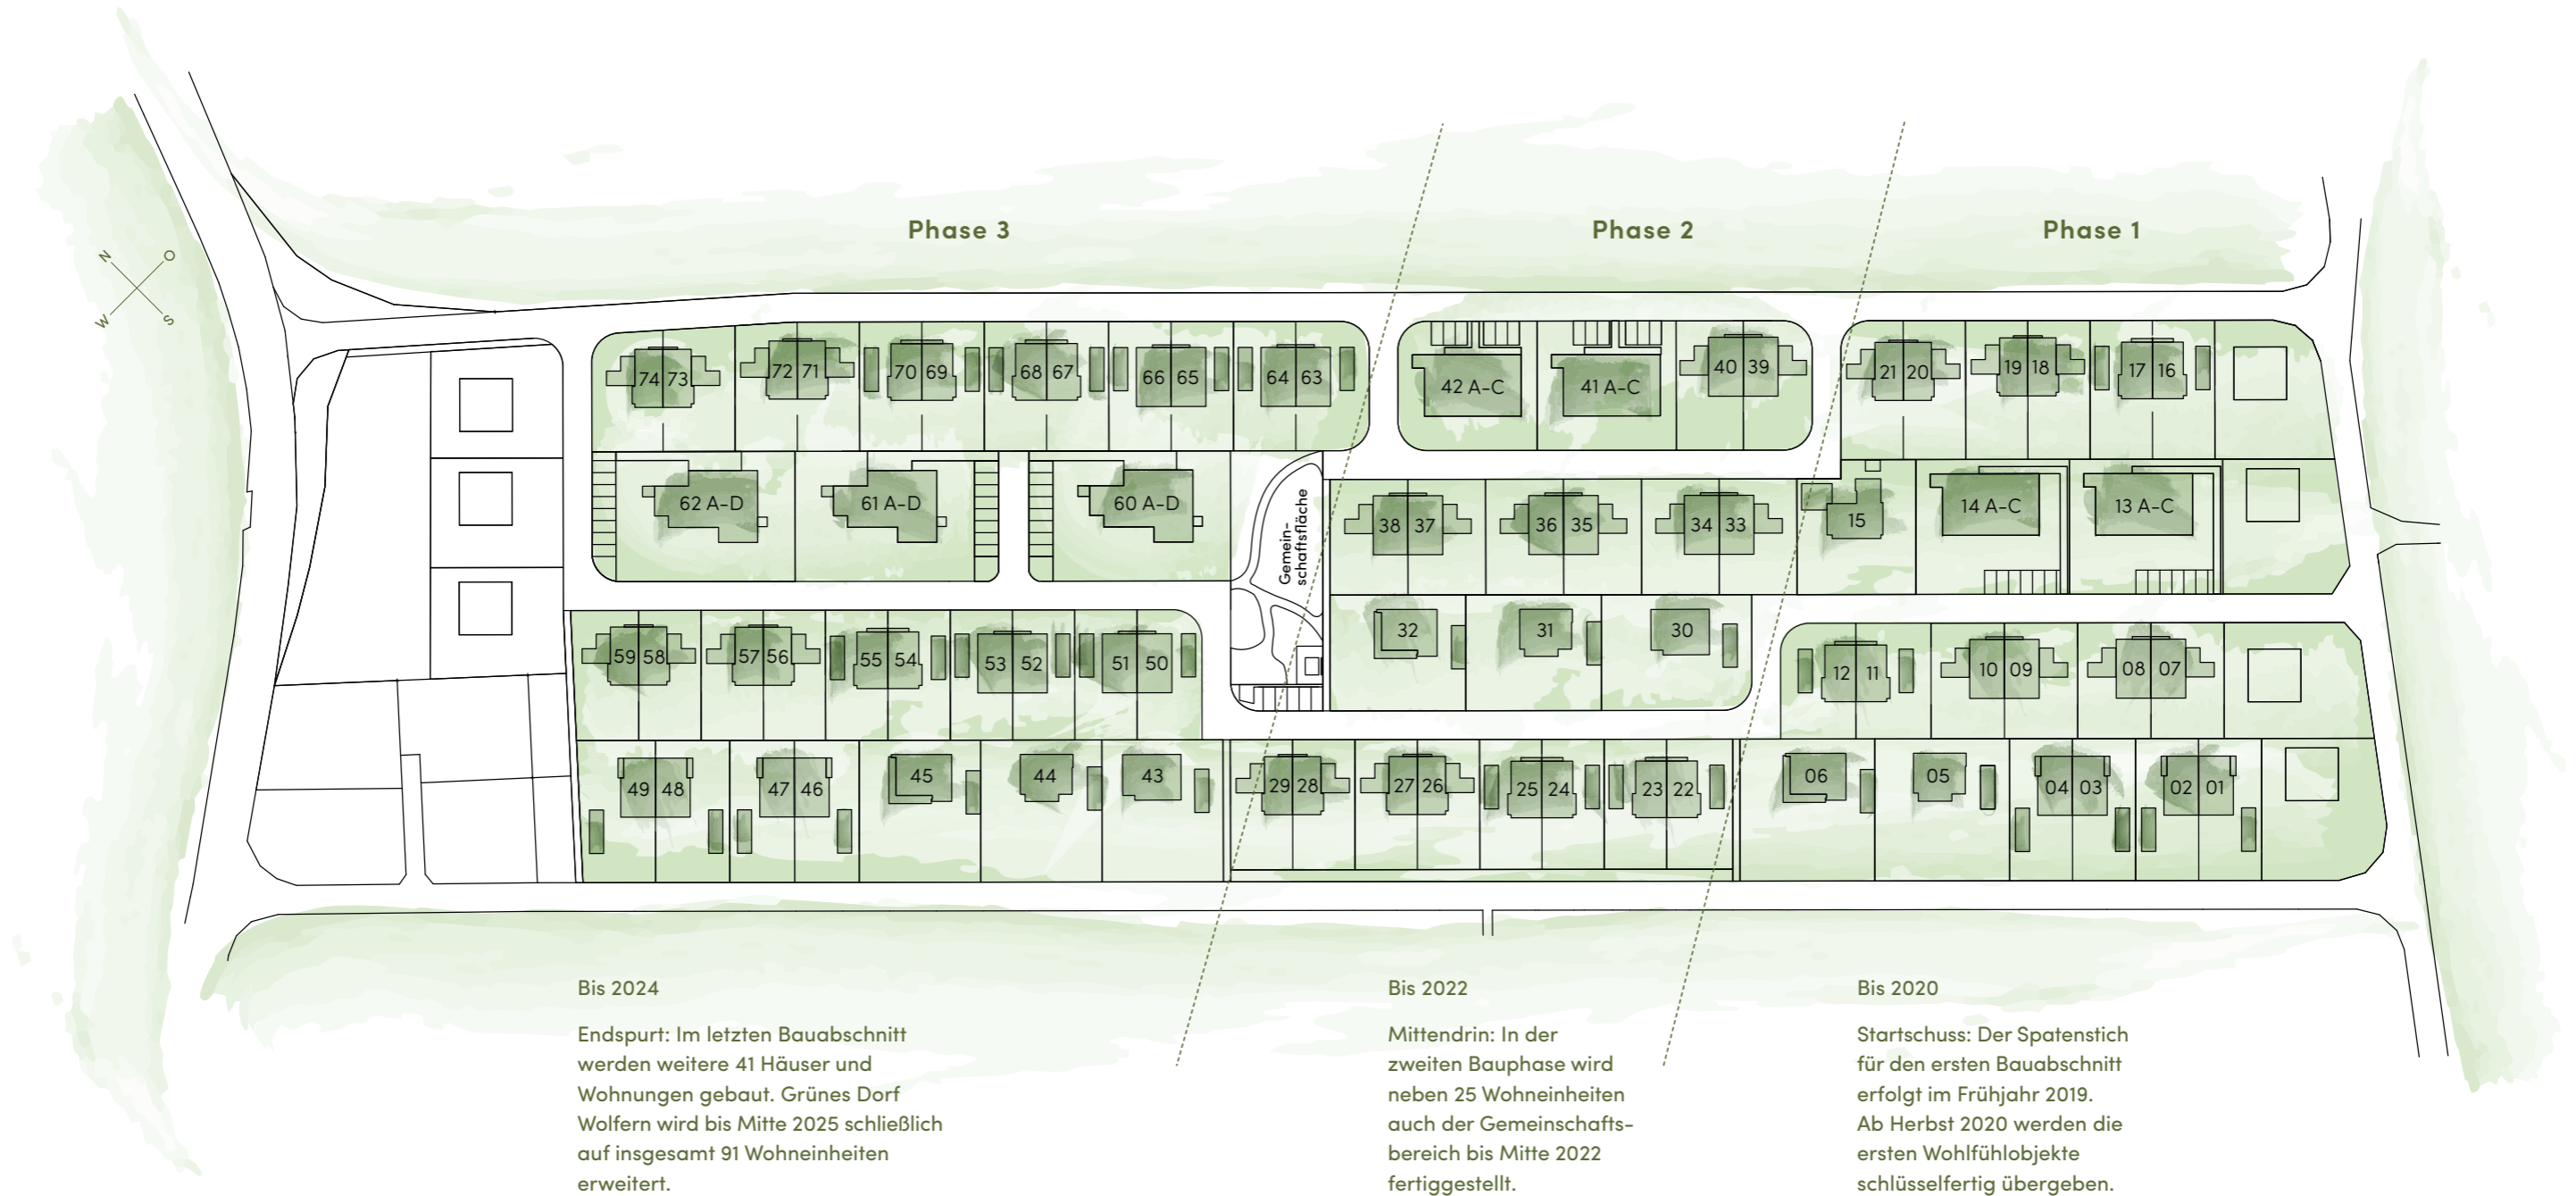 Phase 3
Phase 2
Phase 1
N
O
W
S
74 73
72 71
70 69
68 67
66 65
64 63
42 A-C
41 A-C
40 39
21 20
19 18
17 16
62 A-D
61 A-D
60 A-D
Gemein-
schaftsfläche
38 37
36 35
34 33
15
14 A-C
13 A-C
32
31
30
59 58
57 56
55 54
53 52
51 50
12 11
10 09
08 07
49 48
47 46
45
44
43
29 28
27 26
25 24
23 22
06
05
04 03
02 01
Bis 2024
Endspurt: Im letzten Bauabschnitt
werden weitere 41 Häuser und
Wohnungen gebaut. Grünes Dorf
Wolfern wird bis Mitte 2025 schließlich
auf insgesamt 91 Wohneinheiten
erweitert.
Bis 2022
Mittendrin: In der
zweiten Bauphase wird
neben 25 Wohneinheiten
auch der Gemeinschafts-
bereich bis Mitte 2022
fertiggestellt.
Bis 2020
Startschuss: Der Spatenstich
für den ersten Bauabschnitt
erfolgt im Frühjahr 2019.
Ab Herbst 2020 werden die
ersten Wohlfühlobjekte
schlüsselfertig übergeben.